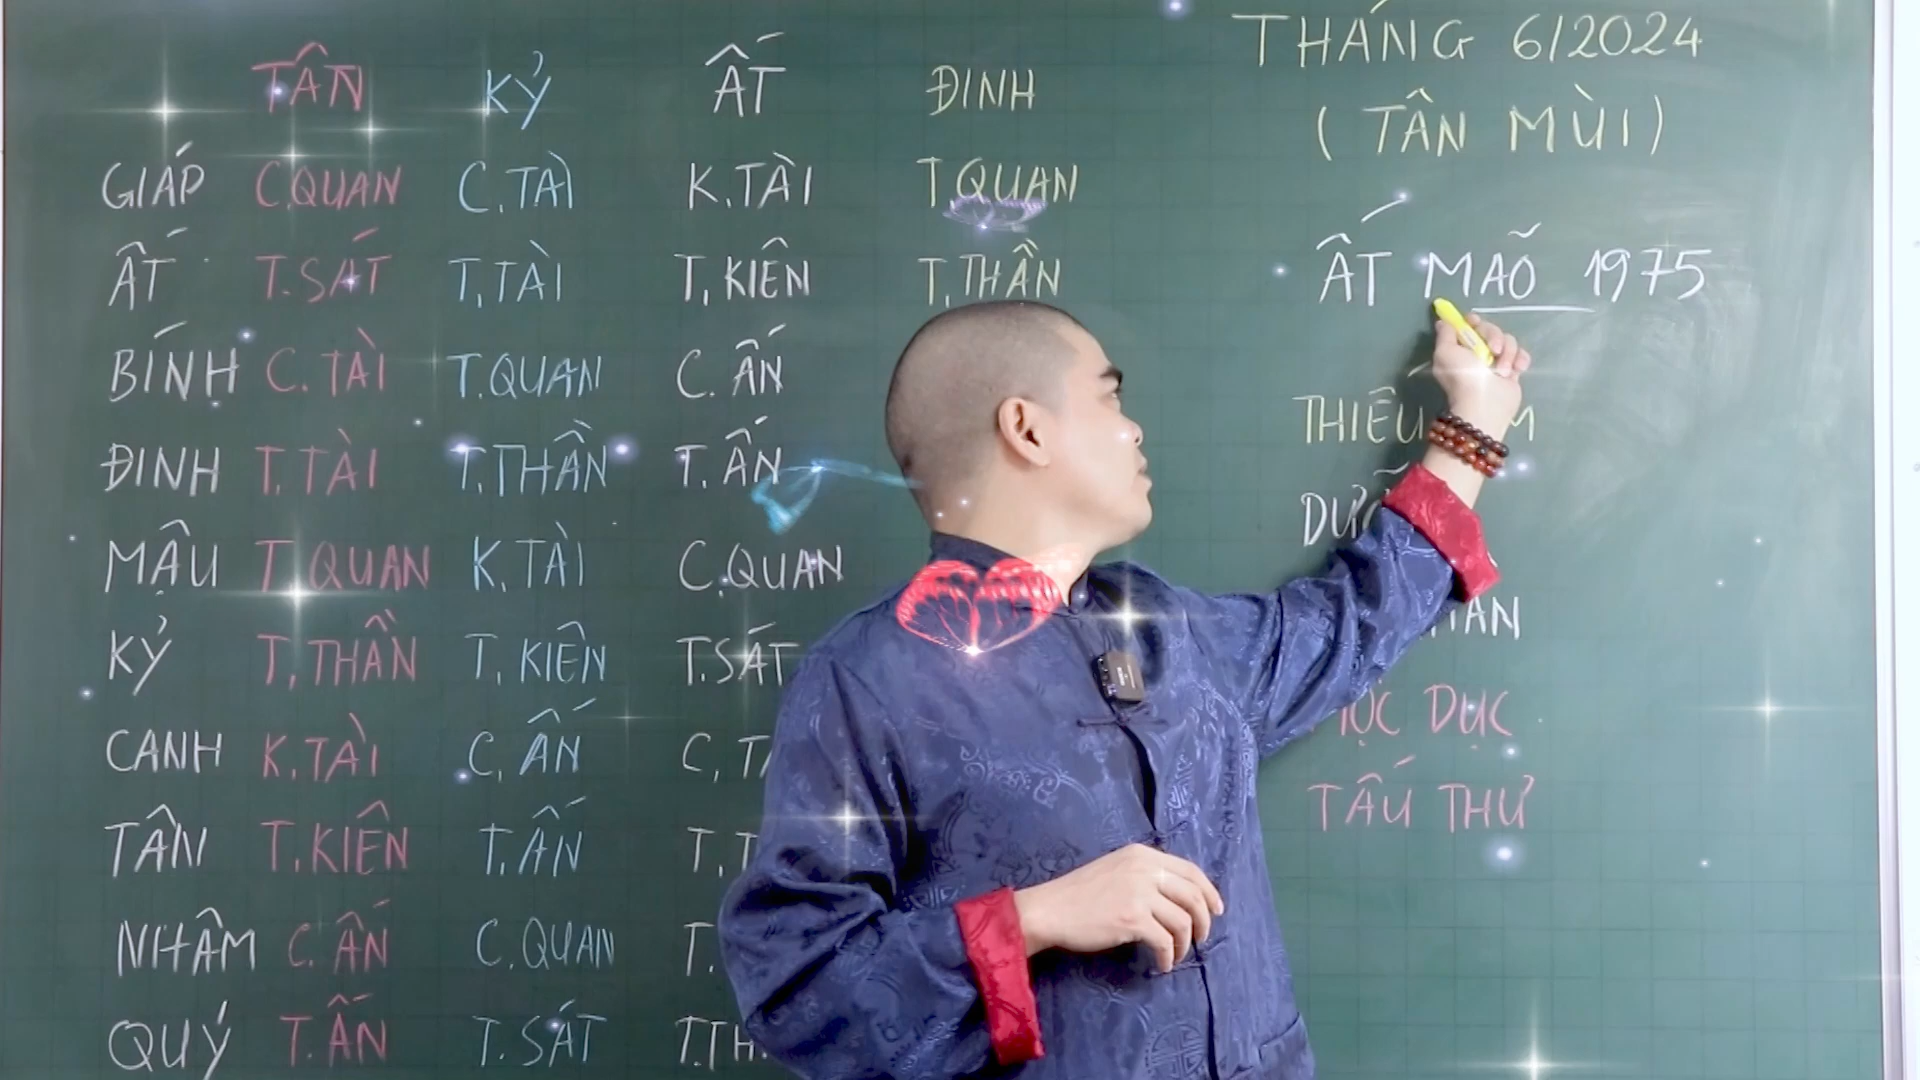 TÂN KỶ ẤT ĐINH
GIÁP C.QUAN C.TÀI K.TÀI T.QUAN
ẤT T.SÁT T.TÀI T.KIÊN T.THẦN
BÍNH C.TÀI T.QUAN C.ẤN
ĐINH T.TÀI T.THẦN T.ẤN
MẬU T.QUAN K.TÀI C.QUAN
KỶ T.THẦN T.KIÊN T.SÁT
CANH K.TÀI C.ẤN C.
TÂN T.KIÊN T.ẤN T.
NHÂM C.ẤN C.QUAN T.
QUÝ T.ẤN T.SÁT T.TH
THÁNG 6/2024
(TÂN MÙI)
ẤT MÃO 1975
DỤC
TẤU THƯ